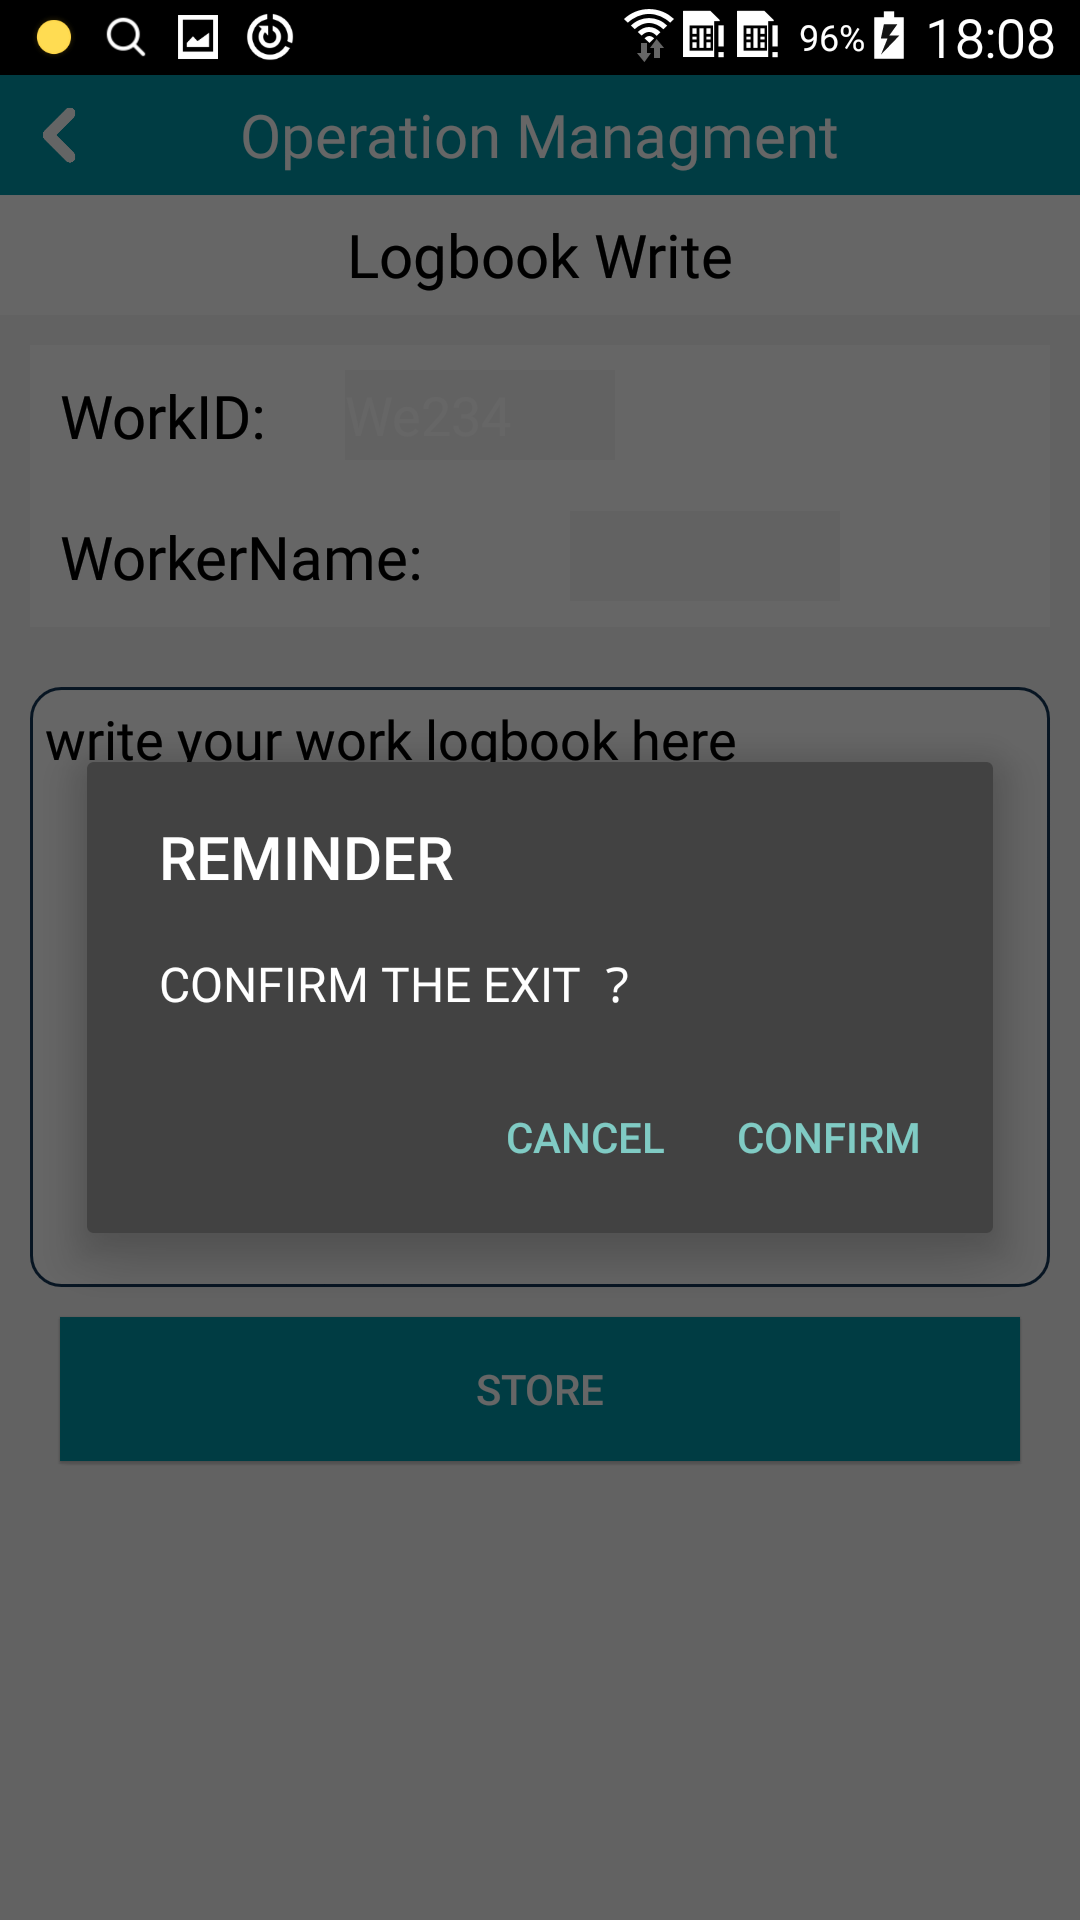 96% 18:08
Operation Managment
Logbook Write
WorkID: We234
WorkerName:
write your work logbook here
REMINDER
CONFIRM THE EXIT ？
CANCEL CONFIRM
STORE